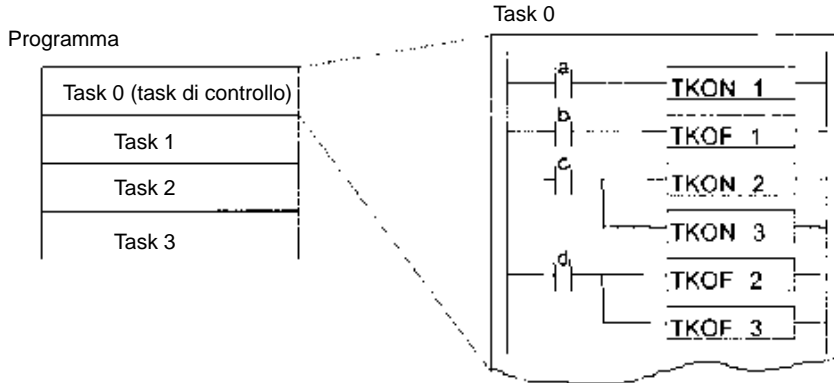 Programma
Task 0 (task di controllo)
Task 1
Task 2
Task 3
Task 0
a
TKON 1
b
TKOF 1
c
TKON 2
TKON 3
d
TKOF 2
TKOF 3